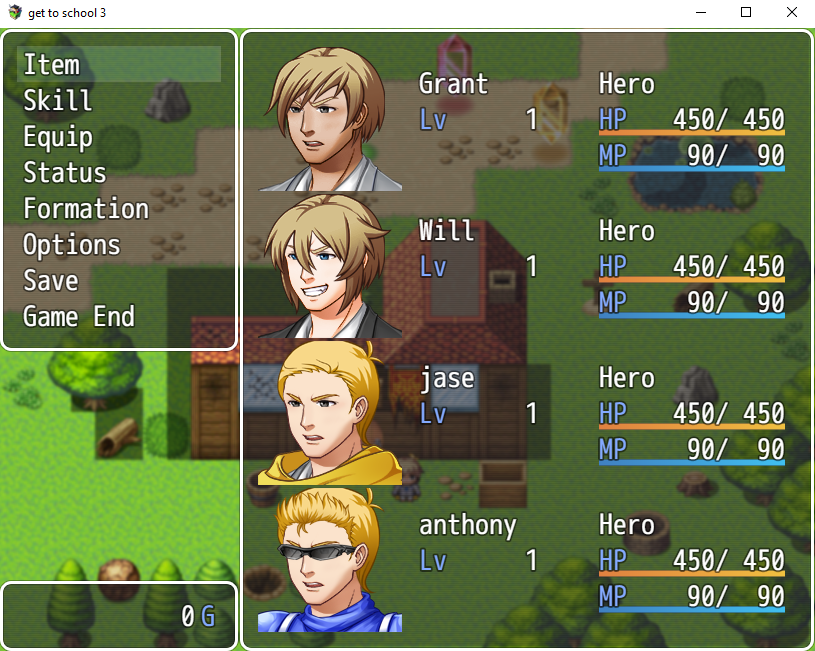 get to school 3
Item
Skill
Equip
Status
Formation
Options
Save
Game End
Grant Hero
Lv 1 HP 450/ 450
MP 90/ 90
Will Hero
Lv 1 HP 450/ 450
MP 90/ 90
jase Hero
Lv 1 HP 450/ 450
MP 90/ 90
anthony Hero
Lv 1 HP 450/ 450
MP 90/ 90
0 G